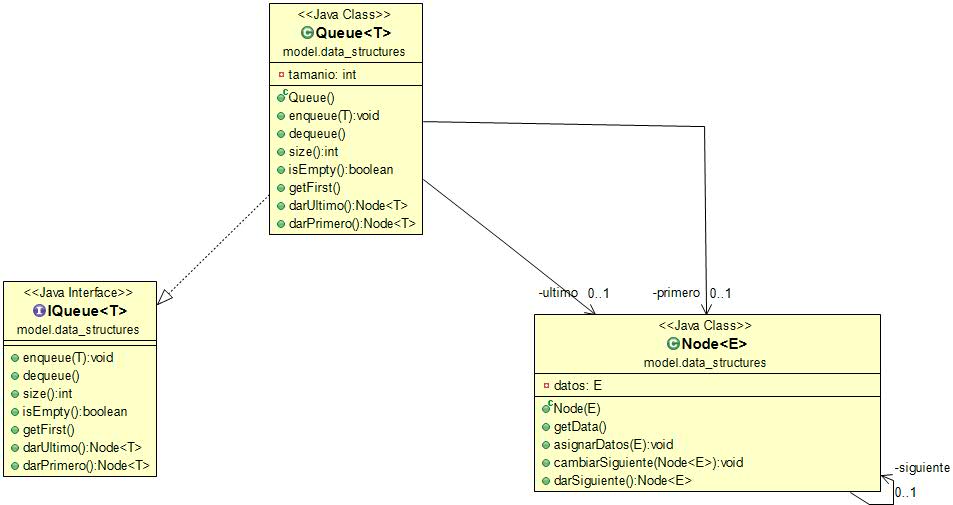 <<Java Class>>
Queue<T>
model.data_structures
tamanio: int
Queue()
enqueue(T):void
dequeue()
size():int
isEmpty():boolean
getFirst()
darUltimo():Node<T>
darPrimero():Node<T>
<<Java Interface>>
IQueue<T>
model.data_structures
enqueue(T):void
dequeue()
size():int
isEmpty():boolean
getFirst()
darUltimo():Node<T>
darPrimero():Node<T>
-ultimo 0..1
-primero 0..1
<<Java Class>>
Node<E>
model.data_structures
datos: E
Node(E)
getData()
asignarDatos(E):void
cambiarSiguiente(Node<E>):void
darSiguiente():Node<E>
-siguiente
0..1